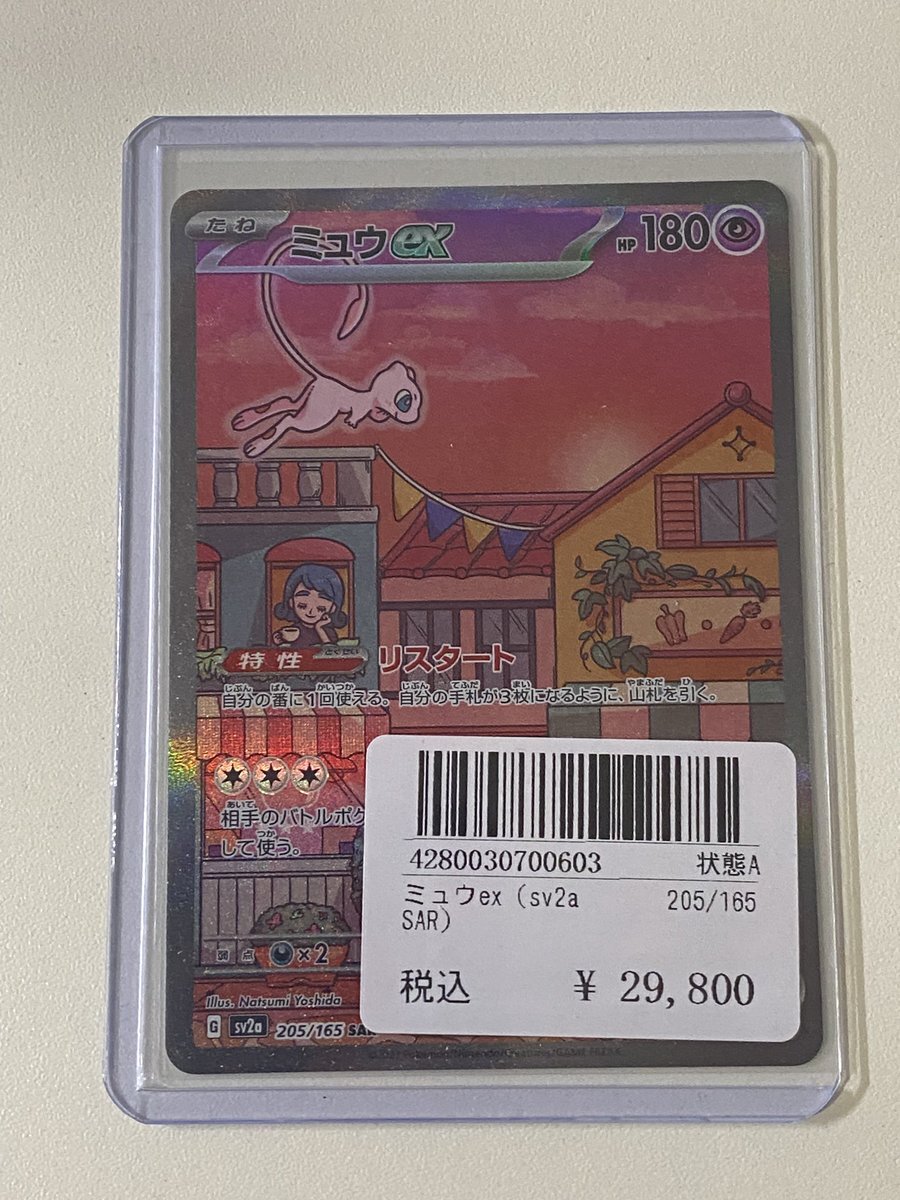 たね ミュウex HP 180
特性 リスタート
自分の番に1回使える。自分の手札が3枚になるように、山札を引く。
相手のバトルポケ
して使う。
4280030700603 状態A
ミュウex (sv2a 205/165
SAR)
税込 ¥ 29,800
弱点 ×2
Illus. Natsumi Yoshida
G sv2a 205/165 SAR